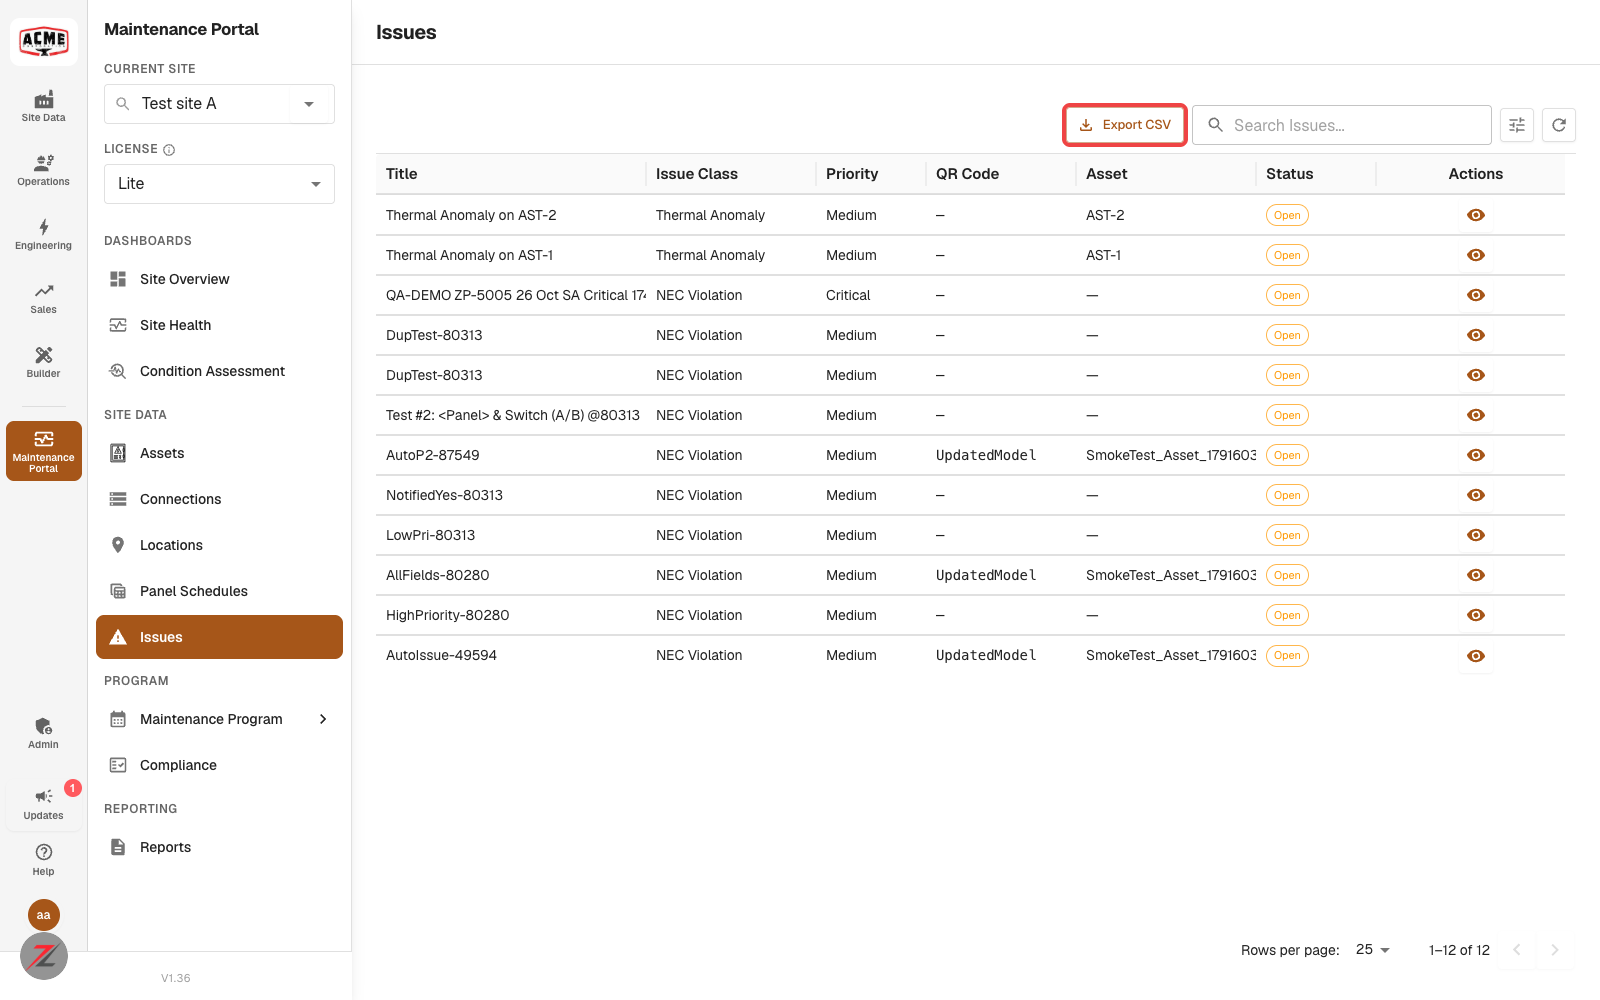 ACME
Site Data
Operations
Engineering
Sales
Builder
Maintenance
Portal
Admin
1
Updates
Help
aa
Maintenance Portal
CURRENT SITE
Test site A
LICENSE
Lite
DASHBOARDS
Site Overview
Site Health
Condition Assessment
SITE DATA
Assets
Connections
Locations
Panel Schedules
Issues
PROGRAM
Maintenance Program
Compliance
REPORTING
Reports
V1.36
Issues
Export CSV
Search Issues...
Title Issue Class Priority QR Code Asset Status Actions
Thermal Anomaly on AST-2 Thermal Anomaly Medium – AST-2 Open
Thermal Anomaly on AST-1 Thermal Anomaly Medium – AST-1 Open
QA-DEMO ZP-5005 26 Oct SA Critical 174 NEC Violation Critical – — Open
DupTest-80313 NEC Violation Medium – — Open
DupTest-80313 NEC Violation Medium – — Open
Test #2: <Panel> & Switch (A/B) @80313 NEC Violation Medium – — Open
AutoP2-87549 NEC Violation Medium UpdatedModel SmokeTest_Asset_1791603 Open
NotifiedYes-80313 NEC Violation Medium – — Open
LowPri-80313 NEC Violation Medium – — Open
AllFields-80280 NEC Violation Medium UpdatedModel SmokeTest_Asset_1791603 Open
HighPriority-80280 NEC Violation Medium – — Open
AutoIssue-49594 NEC Violation Medium UpdatedModel SmokeTest_Asset_1791603 Open
Rows per page: 25 1–12 of 12